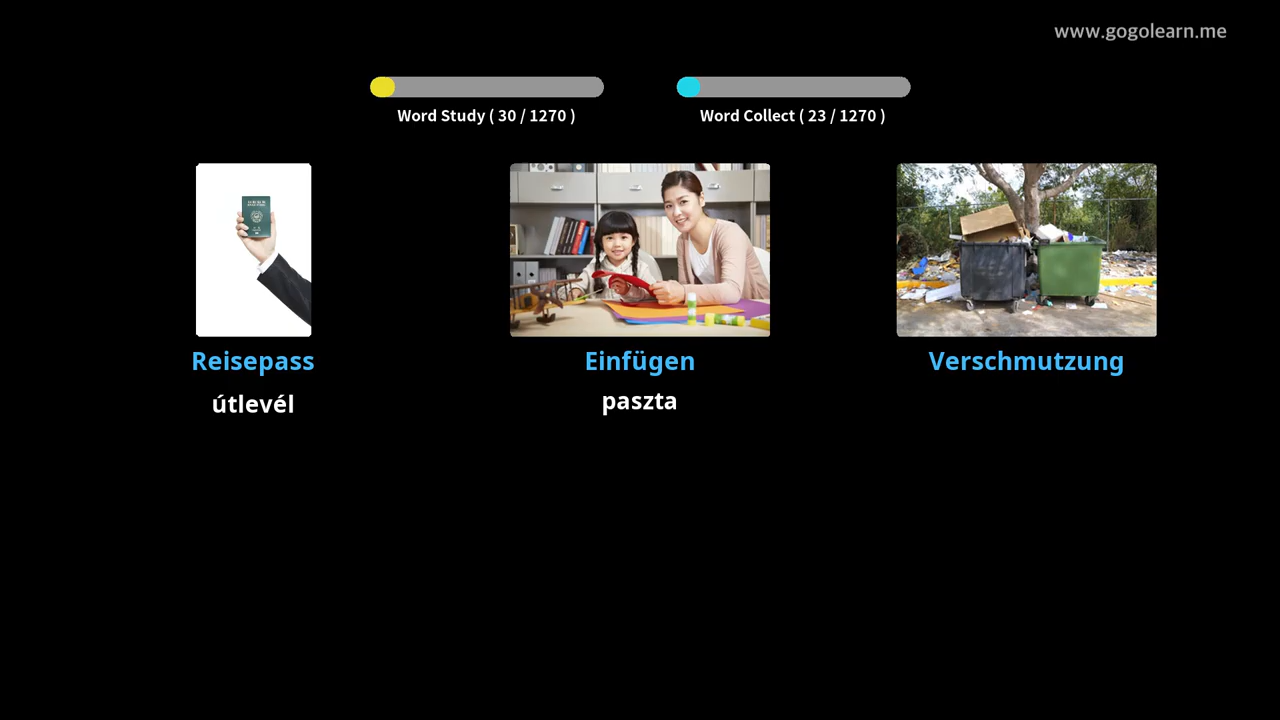 www.gogolearn.me
Word Study ( 30 / 1270 )
Word Collect ( 23 / 1270 )
Reisepass
Einfügen
Verschmutzung
útlevél
paszta